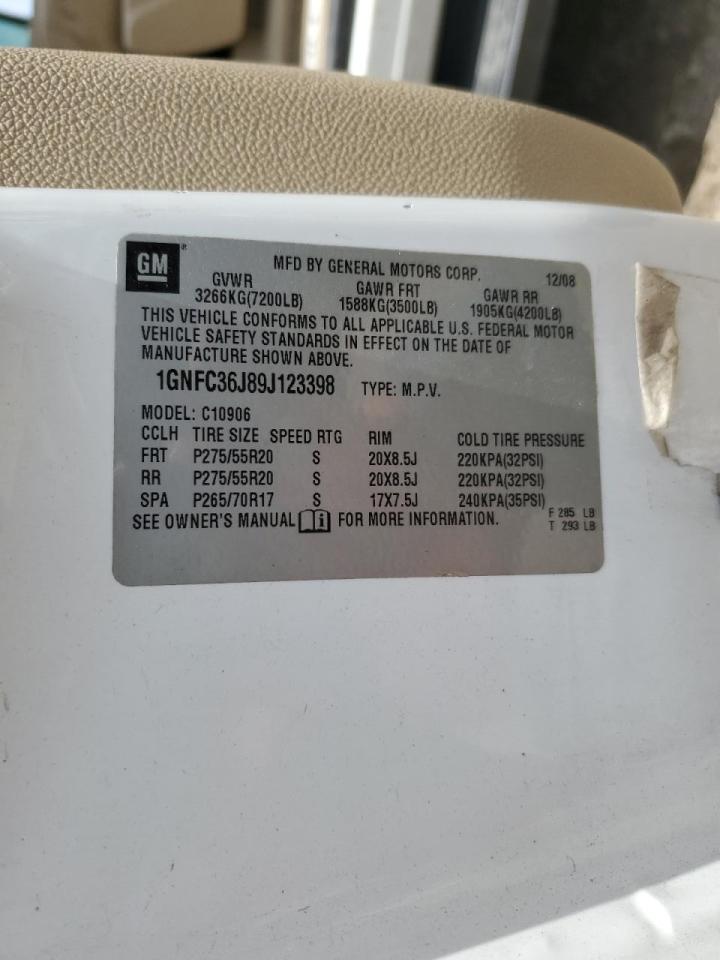 GM ®
MFD BY GENERAL MOTORS CORP. 12/08
GVWR GAWR FRT GAWR RR
3266KG(7200LB) 1588KG(3500LB) 1905KG(4200LB)
THIS VEHICLE CONFORMS TO ALL APPLICABLE U.S. FEDERAL MOTOR
VEHICLE SAFETY STANDARDS IN EFFECT ON THE DATE OF
MANUFACTURE SHOWN ABOVE.
1GNFC36J89J123398 TYPE: M.P.V.
MODEL: C10906
CCLH TIRE SIZE SPEED RTG RIM COLD TIRE PRESSURE
FRT P275/55R20 S 20X8.5J 220KPA(32PSI)
RR P275/55R20 S 20X8.5J 220KPA(32PSI)
SPA P265/70R17 S 17X7.5J 240KPA(35PSI)
SEE OWNER'S MANUAL i FOR MORE INFORMATION.
F 285 LB
T 293 LB